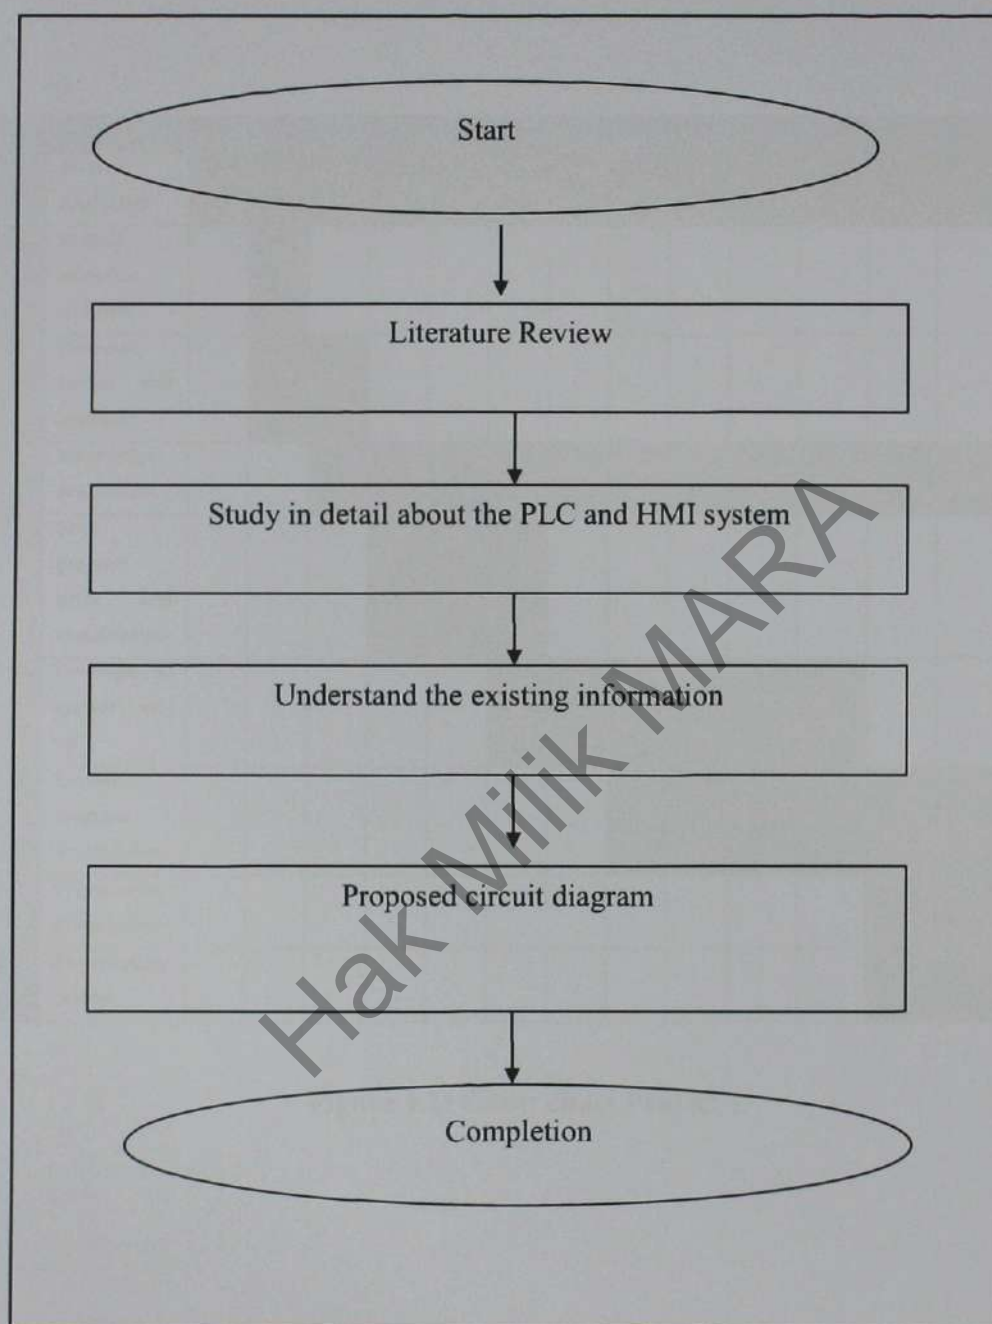 Start
Literature Review
Study in detail about the PLC and HMI system
Understand the existing information
Proposed circuit diagram
Completion
Hak Milik MARA